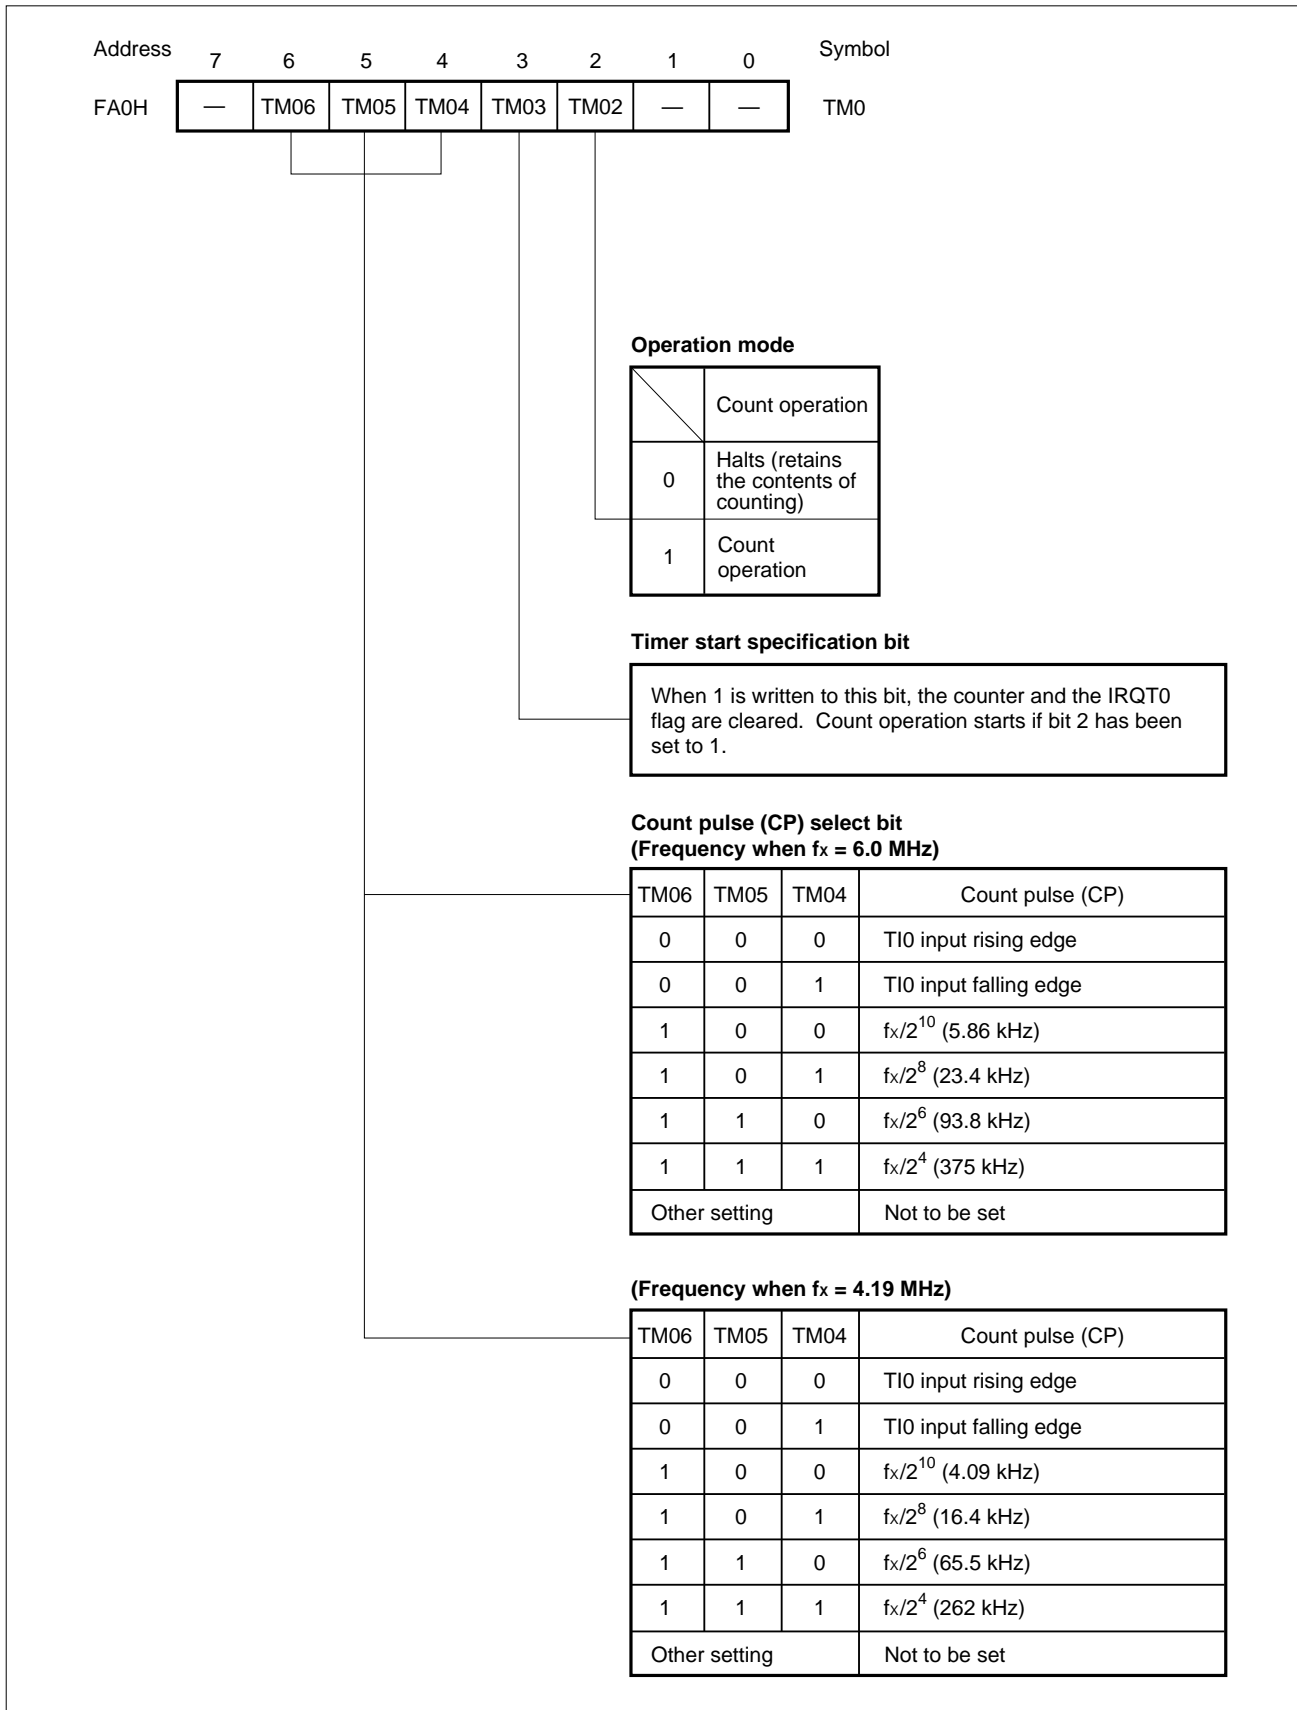 Address 7 6 5 4 3 2 1 0 Symbol
FA0H — TM06 TM05 TM04 TM03 TM02 — — TM0
Operation mode
Count operation
0 Halts (retains
the contents of
counting)
1 Count
operation
Timer start specification bit
When 1 is written to this bit, the counter and the IRQT0
flag are cleared. Count operation starts if bit 2 has been
set to 1.
Count pulse (CP) select bit
(Frequency when fx = 6.0 MHz)
TM06 TM05 TM04 Count pulse (CP)
0 0 0 TI0 input rising edge
0 0 1 TI0 input falling edge
1 0 0 fx/2^10 (5.86 kHz)
1 0 1 fx/2^8 (23.4 kHz)
1 1 0 fx/2^6 (93.8 kHz)
1 1 1 fx/2^4 (375 kHz)
Other setting Not to be set
(Frequency when fx = 4.19 MHz)
TM06 TM05 TM04 Count pulse (CP)
0 0 0 TI0 input rising edge
0 0 1 TI0 input falling edge
1 0 0 fx/2^10 (4.09 kHz)
1 0 1 fx/2^8 (16.4 kHz)
1 1 0 fx/2^6 (65.5 kHz)
1 1 1 fx/2^4 (262 kHz)
Other setting Not to be set